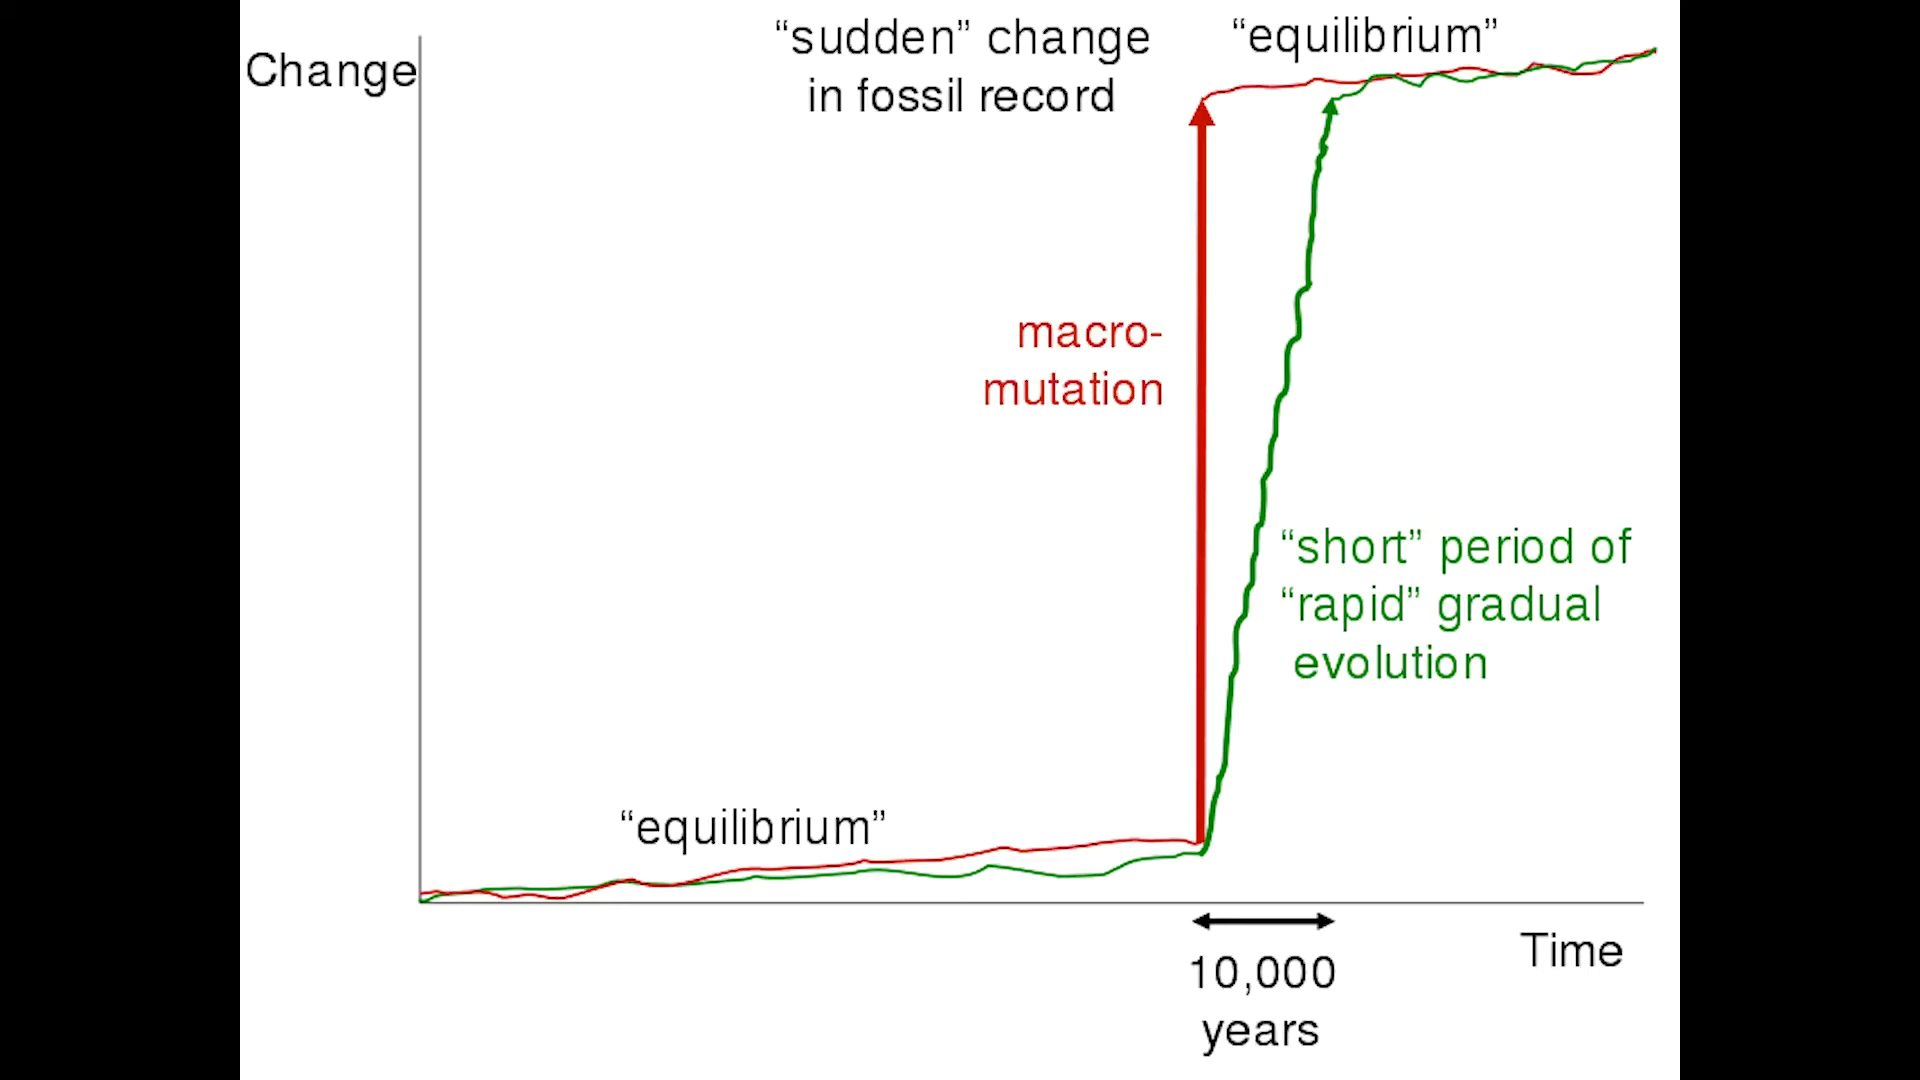 Change
“sudden” change
in fossil record
“equilibrium”
macro-
mutation
“short” period of
“rapid” gradual
evolution
“equilibrium”
Time
10,000
years